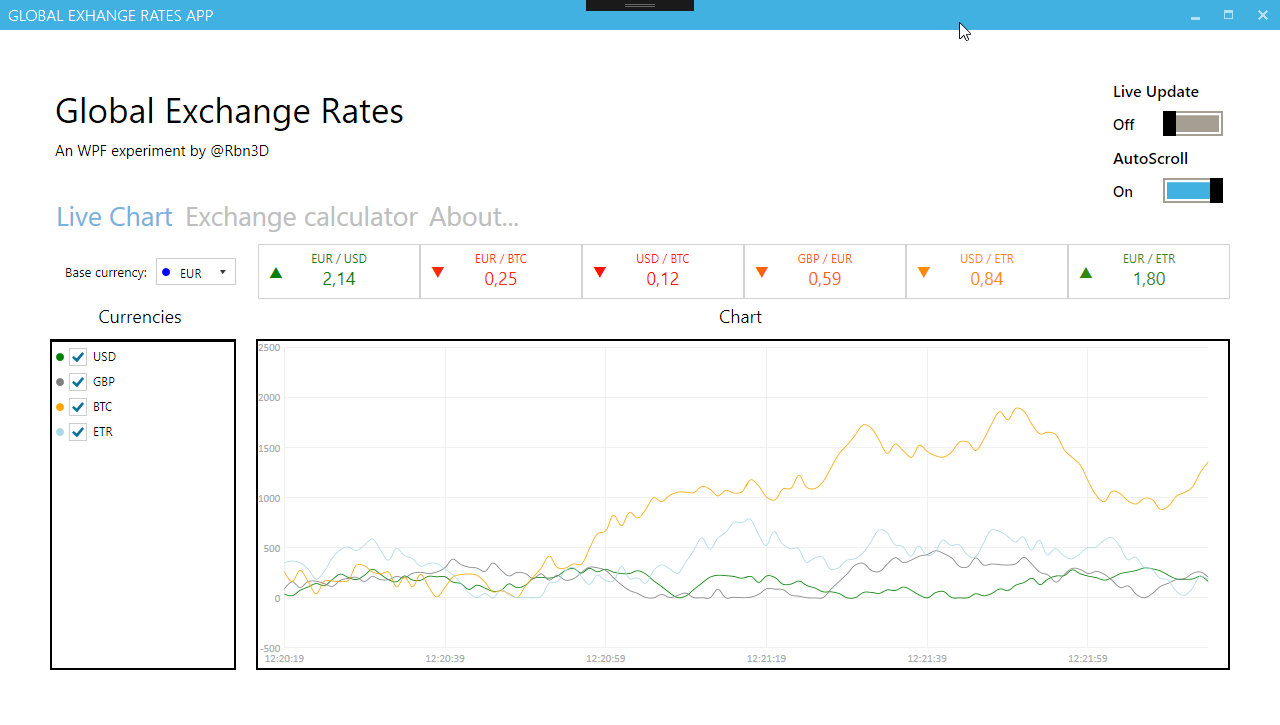 GLOBAL EXHANGE RATES APP
Global Exchange Rates
An WPF experiment by @Rbn3D
Live Update
Off
AutoScroll
On
Live Chart Exchange calculator About...
Base currency: EUR
EUR / USD
2,14
EUR / BTC
0,25
USD / BTC
0,12
GBP / EUR
0,59
USD / ETR
0,84
EUR / ETR
1,80
Currencies
USD
GBP
BTC
ETR
Chart
2500
2000
1500
1000
500
0
-500
12:20:19 12:20:39 12:20:59 12:21:19 12:21:39 12:21:59